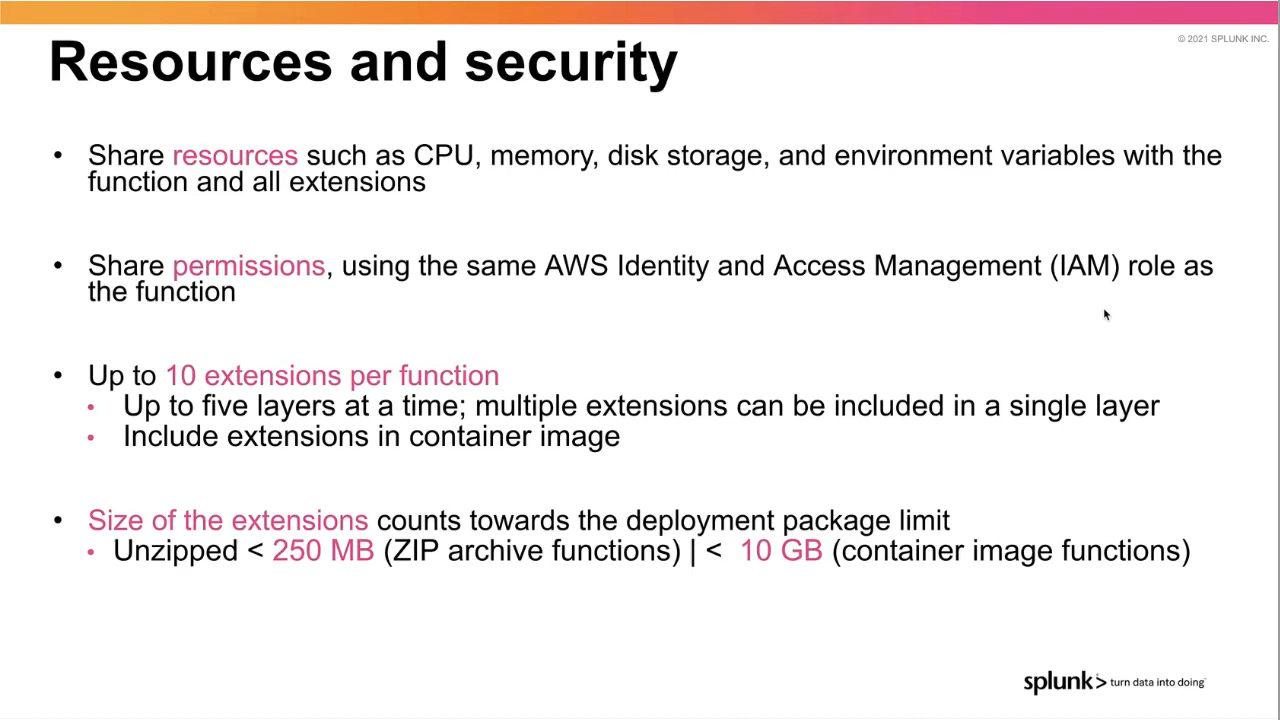 © 2021 SPLUNK INC.
Resources and security
• Share resources such as CPU, memory, disk storage, and environment variables with the
function and all extensions
• Share permissions, using the same AWS Identity and Access Management (IAM) role as
the function
• Up to 10 extensions per function
• Up to five layers at a time; multiple extensions can be included in a single layer
• Include extensions in container image
• Size of the extensions counts towards the deployment package limit
• Unzipped < 250 MB (ZIP archive functions) | < 10 GB (container image functions)
splunk> turn data into doing